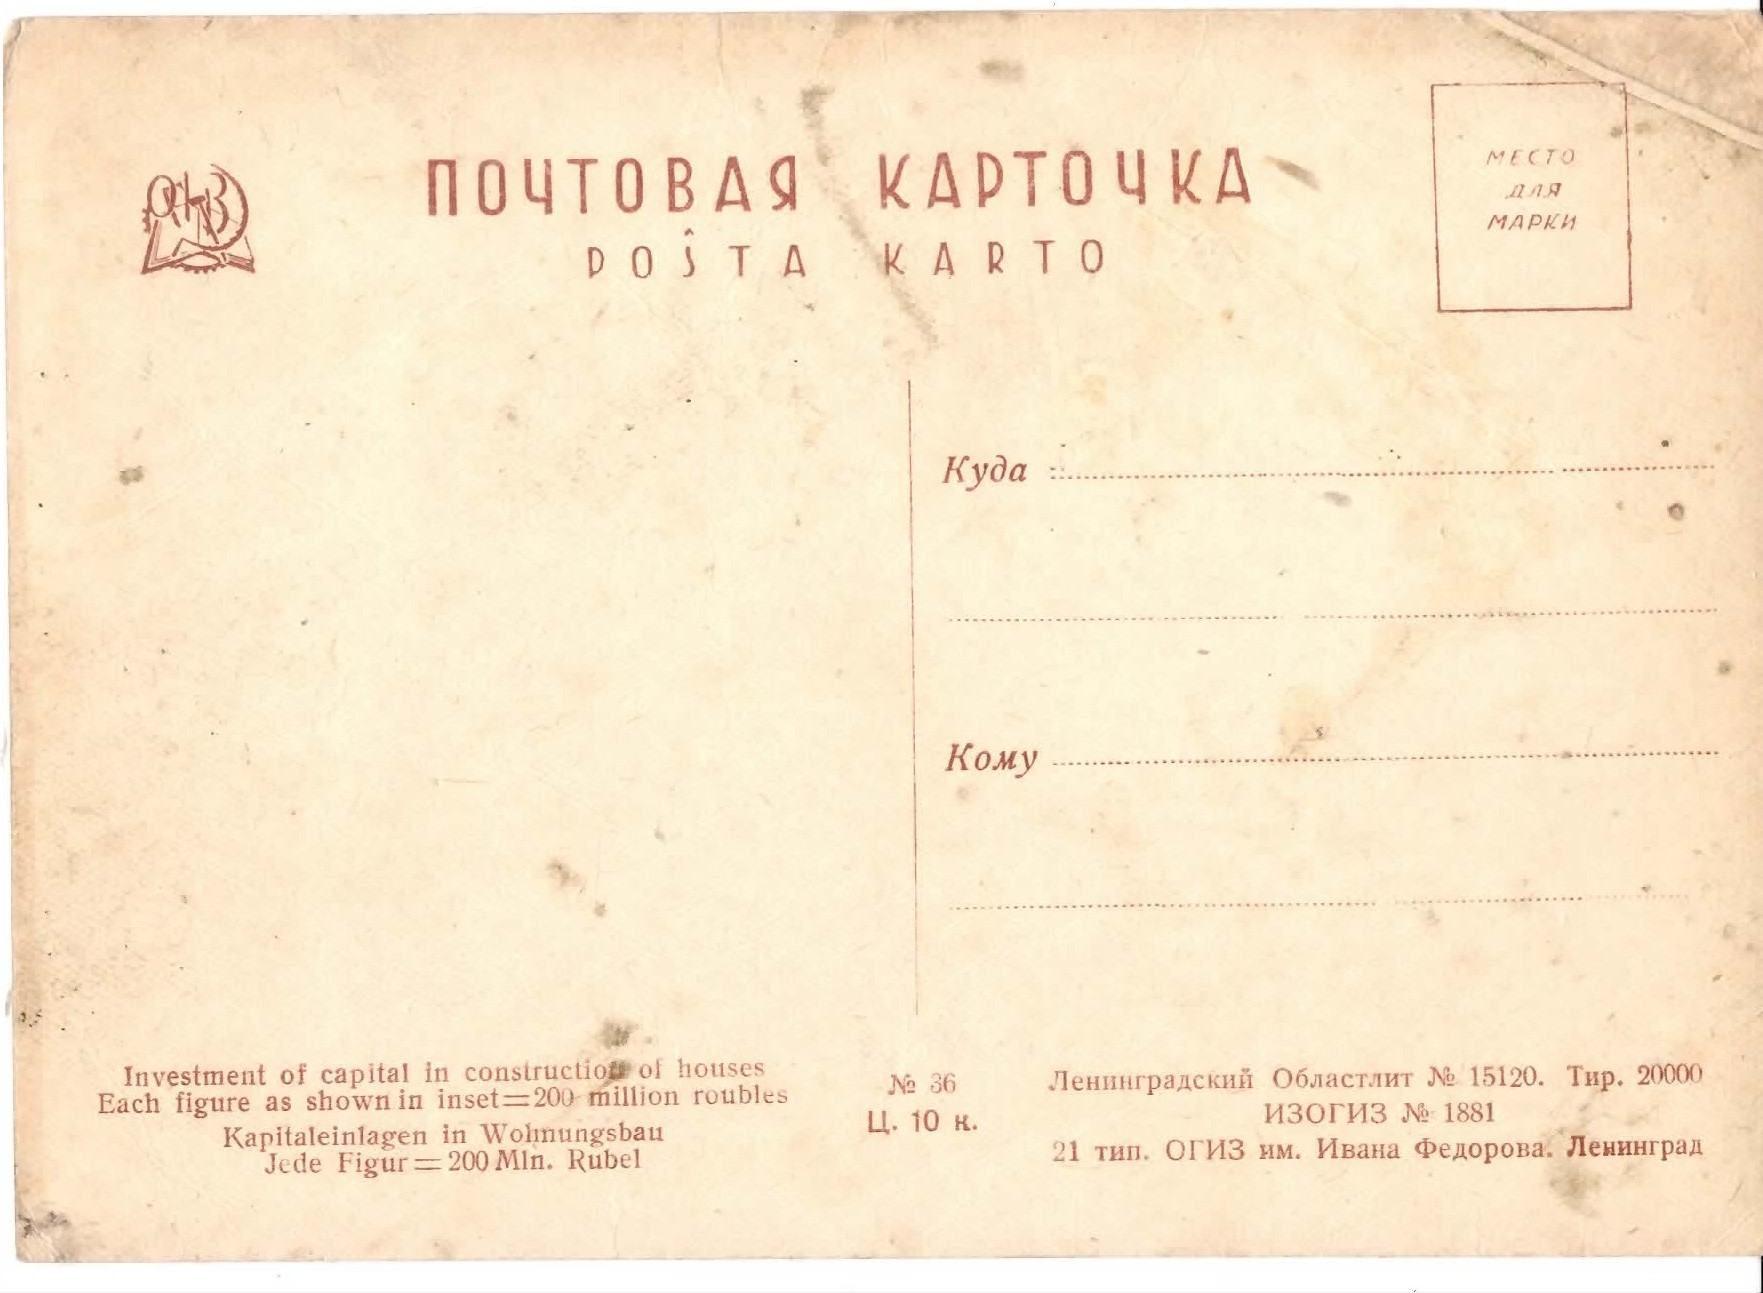 ПОЧТОВАЯ КАРТОЧКА
POŜTA KARTO
МЕСТО
ДЛЯ
МАРКИ
Куда
Кому
Investment of capital in construction of houses
Each figure as shown in inset=200 million roubles
Kapitaleinlagen in Wohnungsbau
Jede Figur=200 Mln. Rubel
№ 36
Ц. 10 к.
Ленинградский Областлит № 15120. Тир. 20000
ИЗОГИЗ № 1881
21 тип. ОГИЗ им. Ивана Федорова. Ленинград